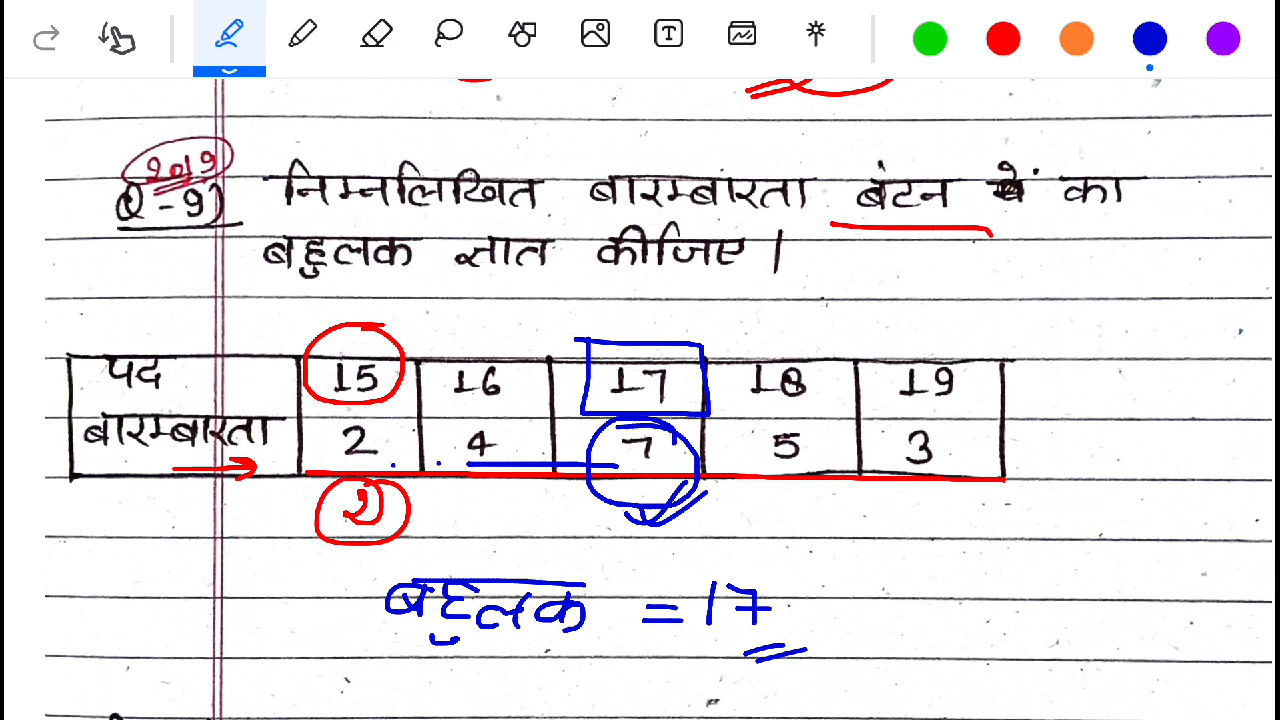 2019
Q-9) निम्नलिखित बारम्बारता बंटन का
बहुलक ज्ञात कीजिए।
पद 15 16 17 18 19
बारम्बारता 2 4 7 5 3
बहुलक = 17